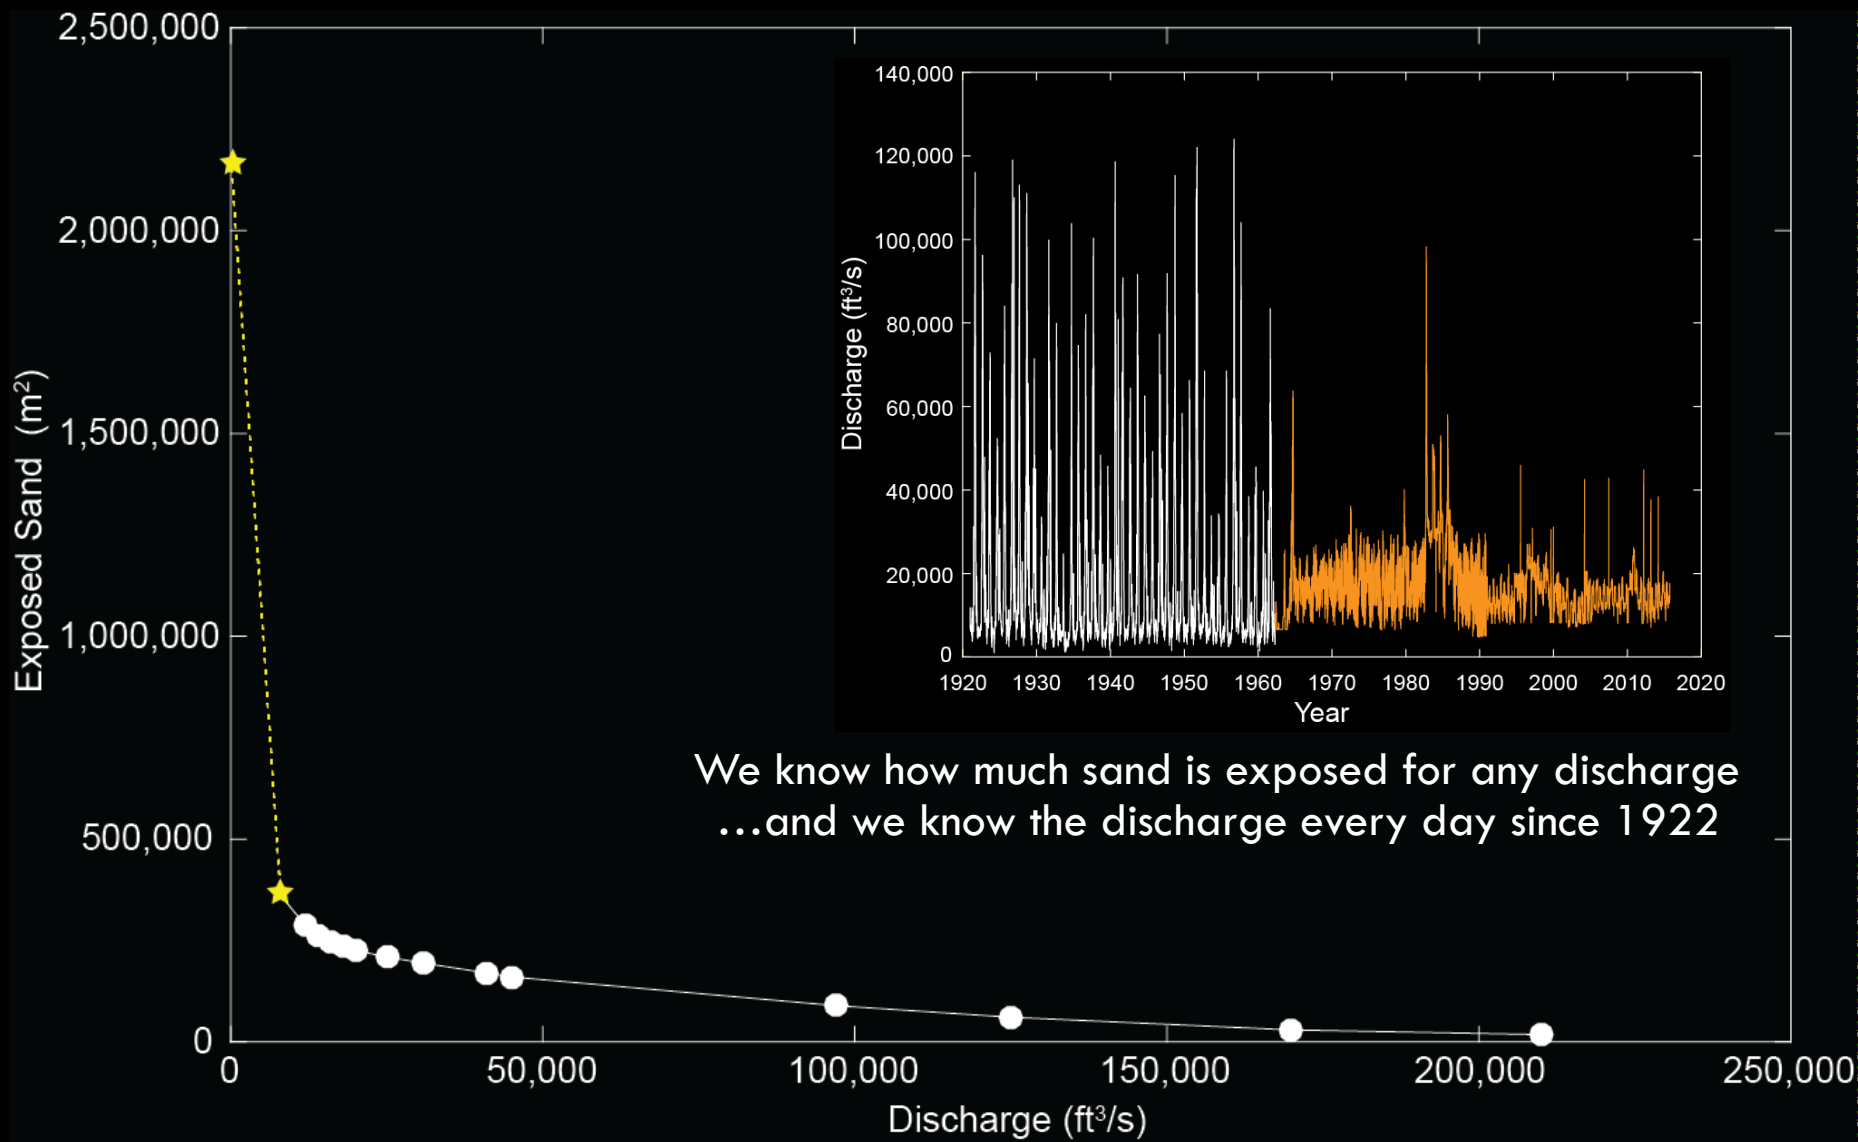 2,500,000
2,000,000
1,500,000
1,000,000
500,000
0
Exposed Sand (m²)
0 50,000 100,000 150,000 200,000 250,000
Discharge (ft³/s)
140,000
120,000
100,000
80,000
60,000
40,000
20,000
0
Discharge (ft³/s)
1920 1930 1940 1950 1960 1970 1980 1990 2000 2010 2020
Year
We know how much sand is exposed for any discharge
...and we know the discharge every day since 1922